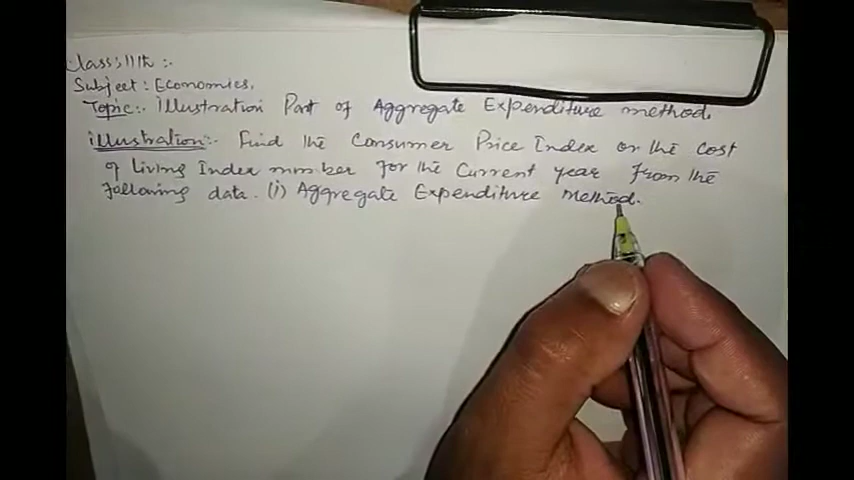 Class: 11th :-
Subject: Economics.
Topic:- Illustration Part of Aggregate Expenditure method.
illustration:- Find the Consumer Price Index or the Cost
of Living Index number for the Current year From the
following data. (i) Aggregate Expenditure Method.